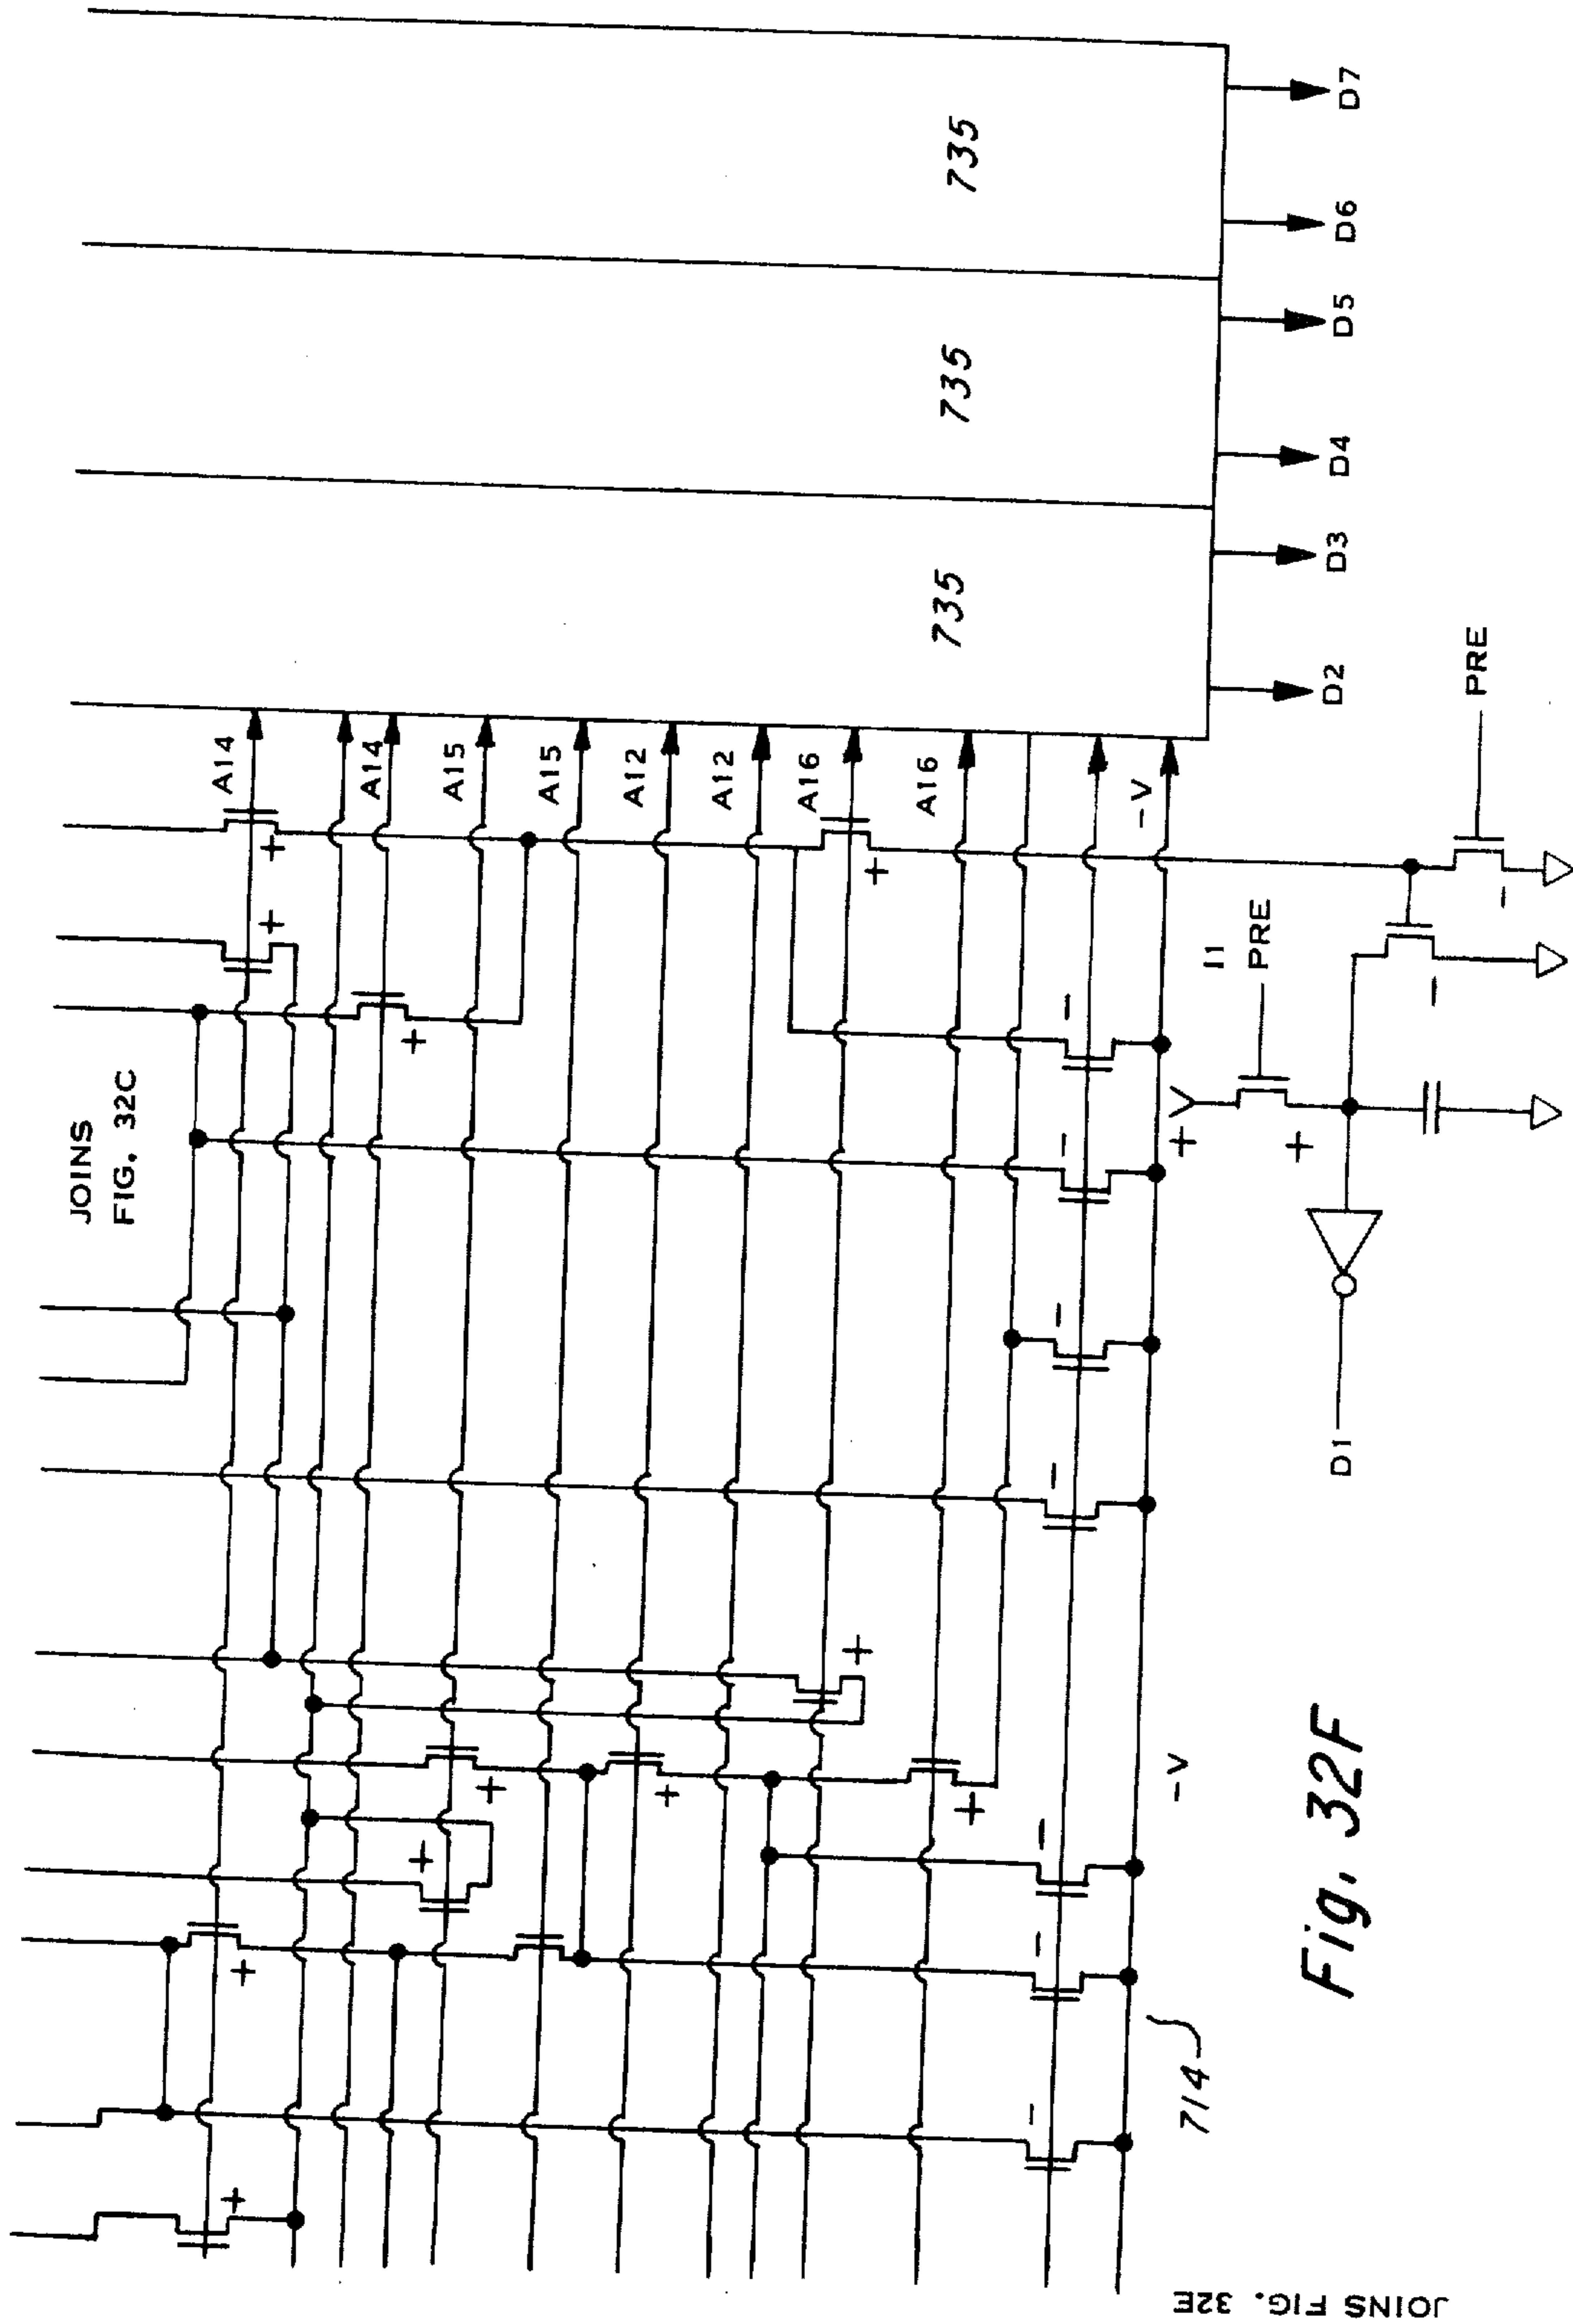 JOINS
FIG. 32C
A14
A14
A15
A15
A12
A12
A16
A16
-V
735
735
735
D2
D3
D4
D5
D6
D7
+
+
+
+
+
+
+
+
+
+
+
+
+
-
-
-
-
-
-
-
-V
714
+V
I1
PRE
+
-
-
PRE
D1
Fig. 32F
JOINS FIG. 32E